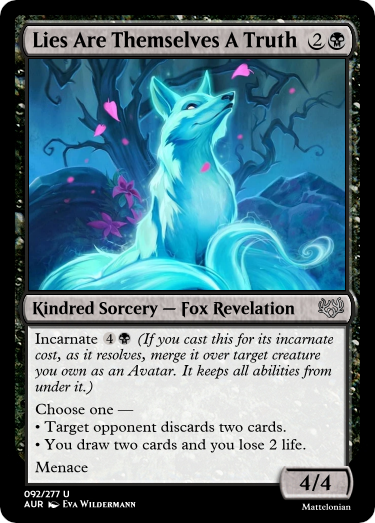 Lies Are Themselves A Truth 2
Kindred Sorcery — Fox Revelation
Incarnate 4 (If you cast this for its incarnate
cost, as it resolves, merge it over target creature
you own as an Avatar. It keeps all abilities from
under it.)
Choose one —
• Target opponent discards two cards.
• You draw two cards and you lose 2 life.
Menace
4/4
092/277 U
AUR Eva Wildermann
Mattelonian